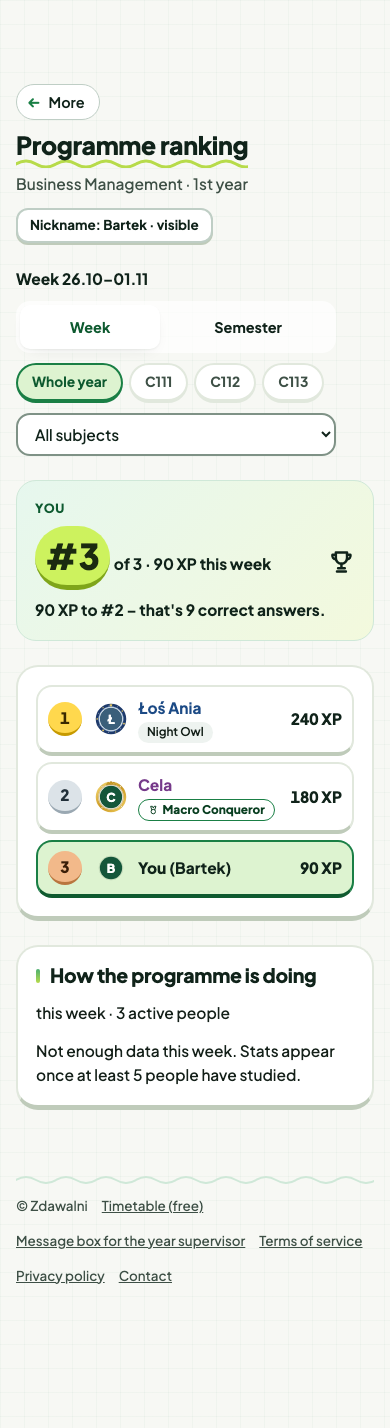 ← More
Programme ranking
Business Management · 1st year
Nickname: Bartek · visible
Week 26.10–01.11
Week Semester
Whole year C111 C112 C113
All subjects
YOU
#3 of 3 · 90 XP this week
90 XP to #2 – that's 9 correct answers.
1 Ł Łoś Ania 240 XP
Night Owl
2 C Cela 180 XP
Macro Conqueror
3 B You (Bartek) 90 XP
How the programme is doing
this week · 3 active people
Not enough data this week. Stats appear
once at least 5 people have studied.
© Zdawalni Timetable (free)
Message box for the year supervisor Terms of service
Privacy policy Contact